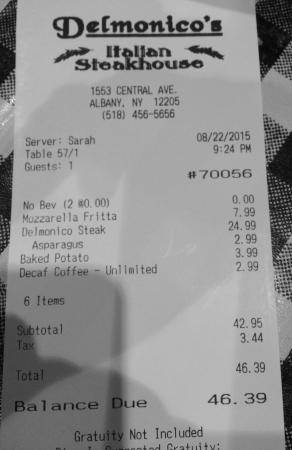 Delmonico's
Italian
Steakhouse
1553 CENTRAL AVE.
ALBANY, NY 12205
(518) 456-5656
Server: Sarah 08/22/2015
Table 57/1 9:24 PM
Guests: 1
#70056
No Bev (2 @0.00) 0.00
Mozzarella Fritta 7.99
Delmonico Steak 24.99
Asparagus 2.99
Baked Potato 3.99
Decaf Coffee - Unlimited 2.99
6 Items
Subtotal 42.95
Tax 3.44
Total 46.39
Balance Due 46.39
Gratuity Not Included
Suggested Gratuity: